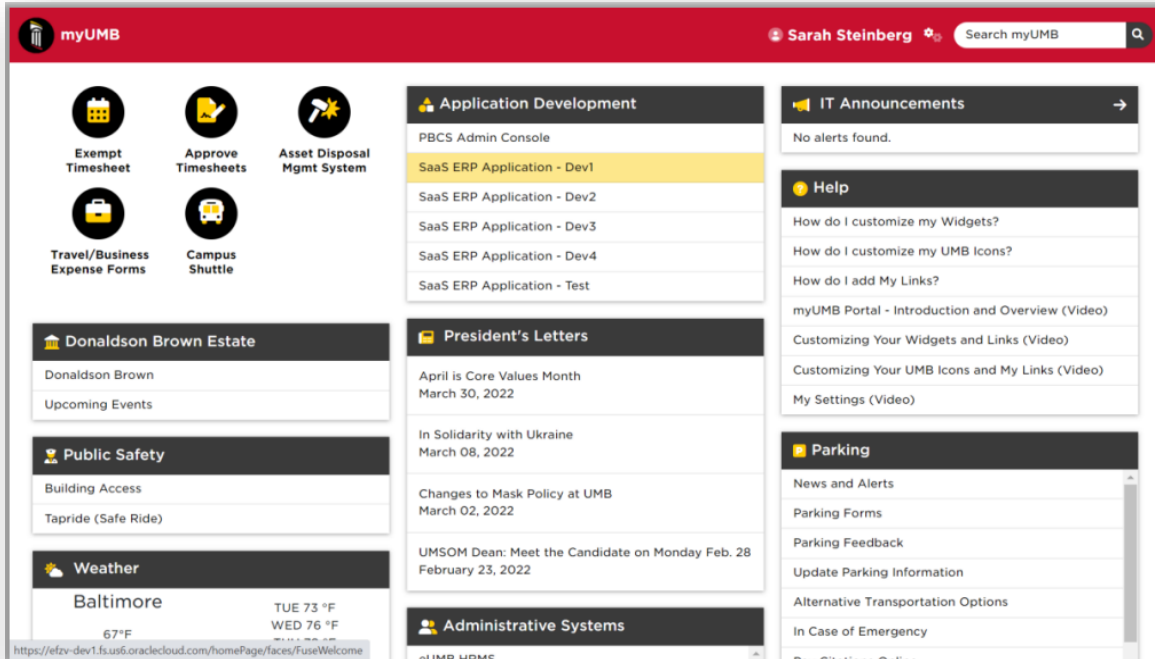 myUMB
Sarah Steinberg
Search myUMB
Exempt
Timesheet
Approve
Timesheets
Asset Disposal
Mgmt System
Travel/Business
Expense Forms
Campus
Shuttle
Donaldson Brown Estate
Donaldson Brown
Upcoming Events
Public Safety
Building Access
Tapride (Safe Ride)
Weather
Baltimore
67°F
TUE 73 °F
WED 76 °F
https://efzv-dev1.fs.us6.oraclecloud.com/homePage/faces/FuseWelcome
Application Development
PBCS Admin Console
SaaS ERP Application - Dev1
SaaS ERP Application - Dev2
SaaS ERP Application - Dev3
SaaS ERP Application - Dev4
SaaS ERP Application - Test
President's Letters
April is Core Values Month
March 30, 2022
In Solidarity with Ukraine
March 08, 2022
Changes to Mask Policy at UMB
March 02, 2022
UMSOM Dean: Meet the Candidate on Monday Feb. 28
February 23, 2022
Administrative Systems
eUMB HRMS
IT Announcements
No alerts found.
Help
How do I customize my Widgets?
How do I customize my UMB Icons?
How do I add My Links?
myUMB Portal - Introduction and Overview (Video)
Customizing Your Widgets and Links (Video)
Customizing Your UMB Icons and My Links (Video)
My Settings (Video)
Parking
News and Alerts
Parking Forms
Parking Feedback
Update Parking Information
Alternative Transportation Options
In Case of Emergency